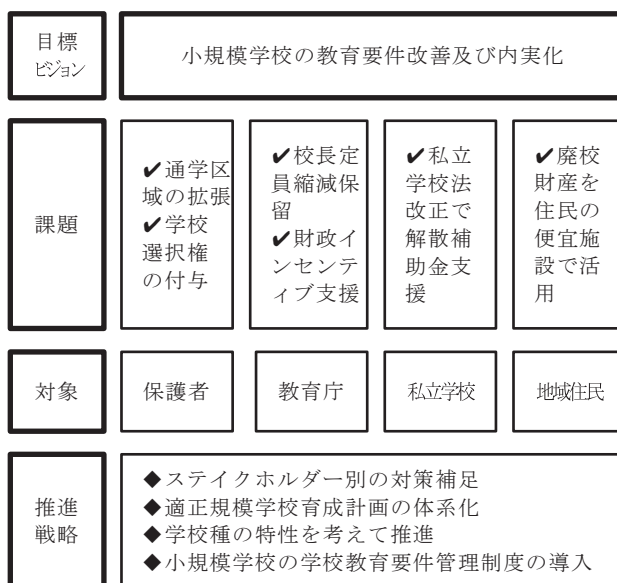 目標
ビジョン
小規模学校の教育要件改善及び内実化
課題
✔通学区
域の拡張
✔学校
選択権
の付与
✔校長定
員縮減保
留
✔財政イ
ンセンテ
ィブ支援
✔私立
学校法
改正で
解散補
助金支
援
✔廃校
財産を
住民の
便宜施
設で活
用
対象
保護者
教育庁
私立学校
地域住民
推進
戦略
◆ステイクホルダー別の対策補足
◆適正規模学校育成計画の体系化
◆学校種の特性を考えて推進
◆小規模学校の学校教育要件管理制度の導入